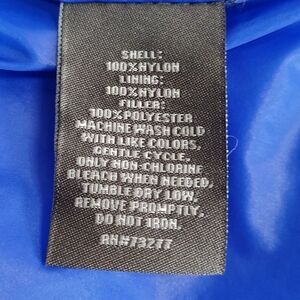 SHELL:
100%NYLON
LINING:
100%NYLON
FILLER:
100%POLYESTER
MACHINE WASH COLD
WITH LIKE COLORS,
GENTLE CYCLE,
ONLY NON-CHLORINE
BLEACH WHEN NEEDED,
TUMBLE DRY LOW,
REMOVE PROMPTLY,
DO NOT IRON.
RN#73277